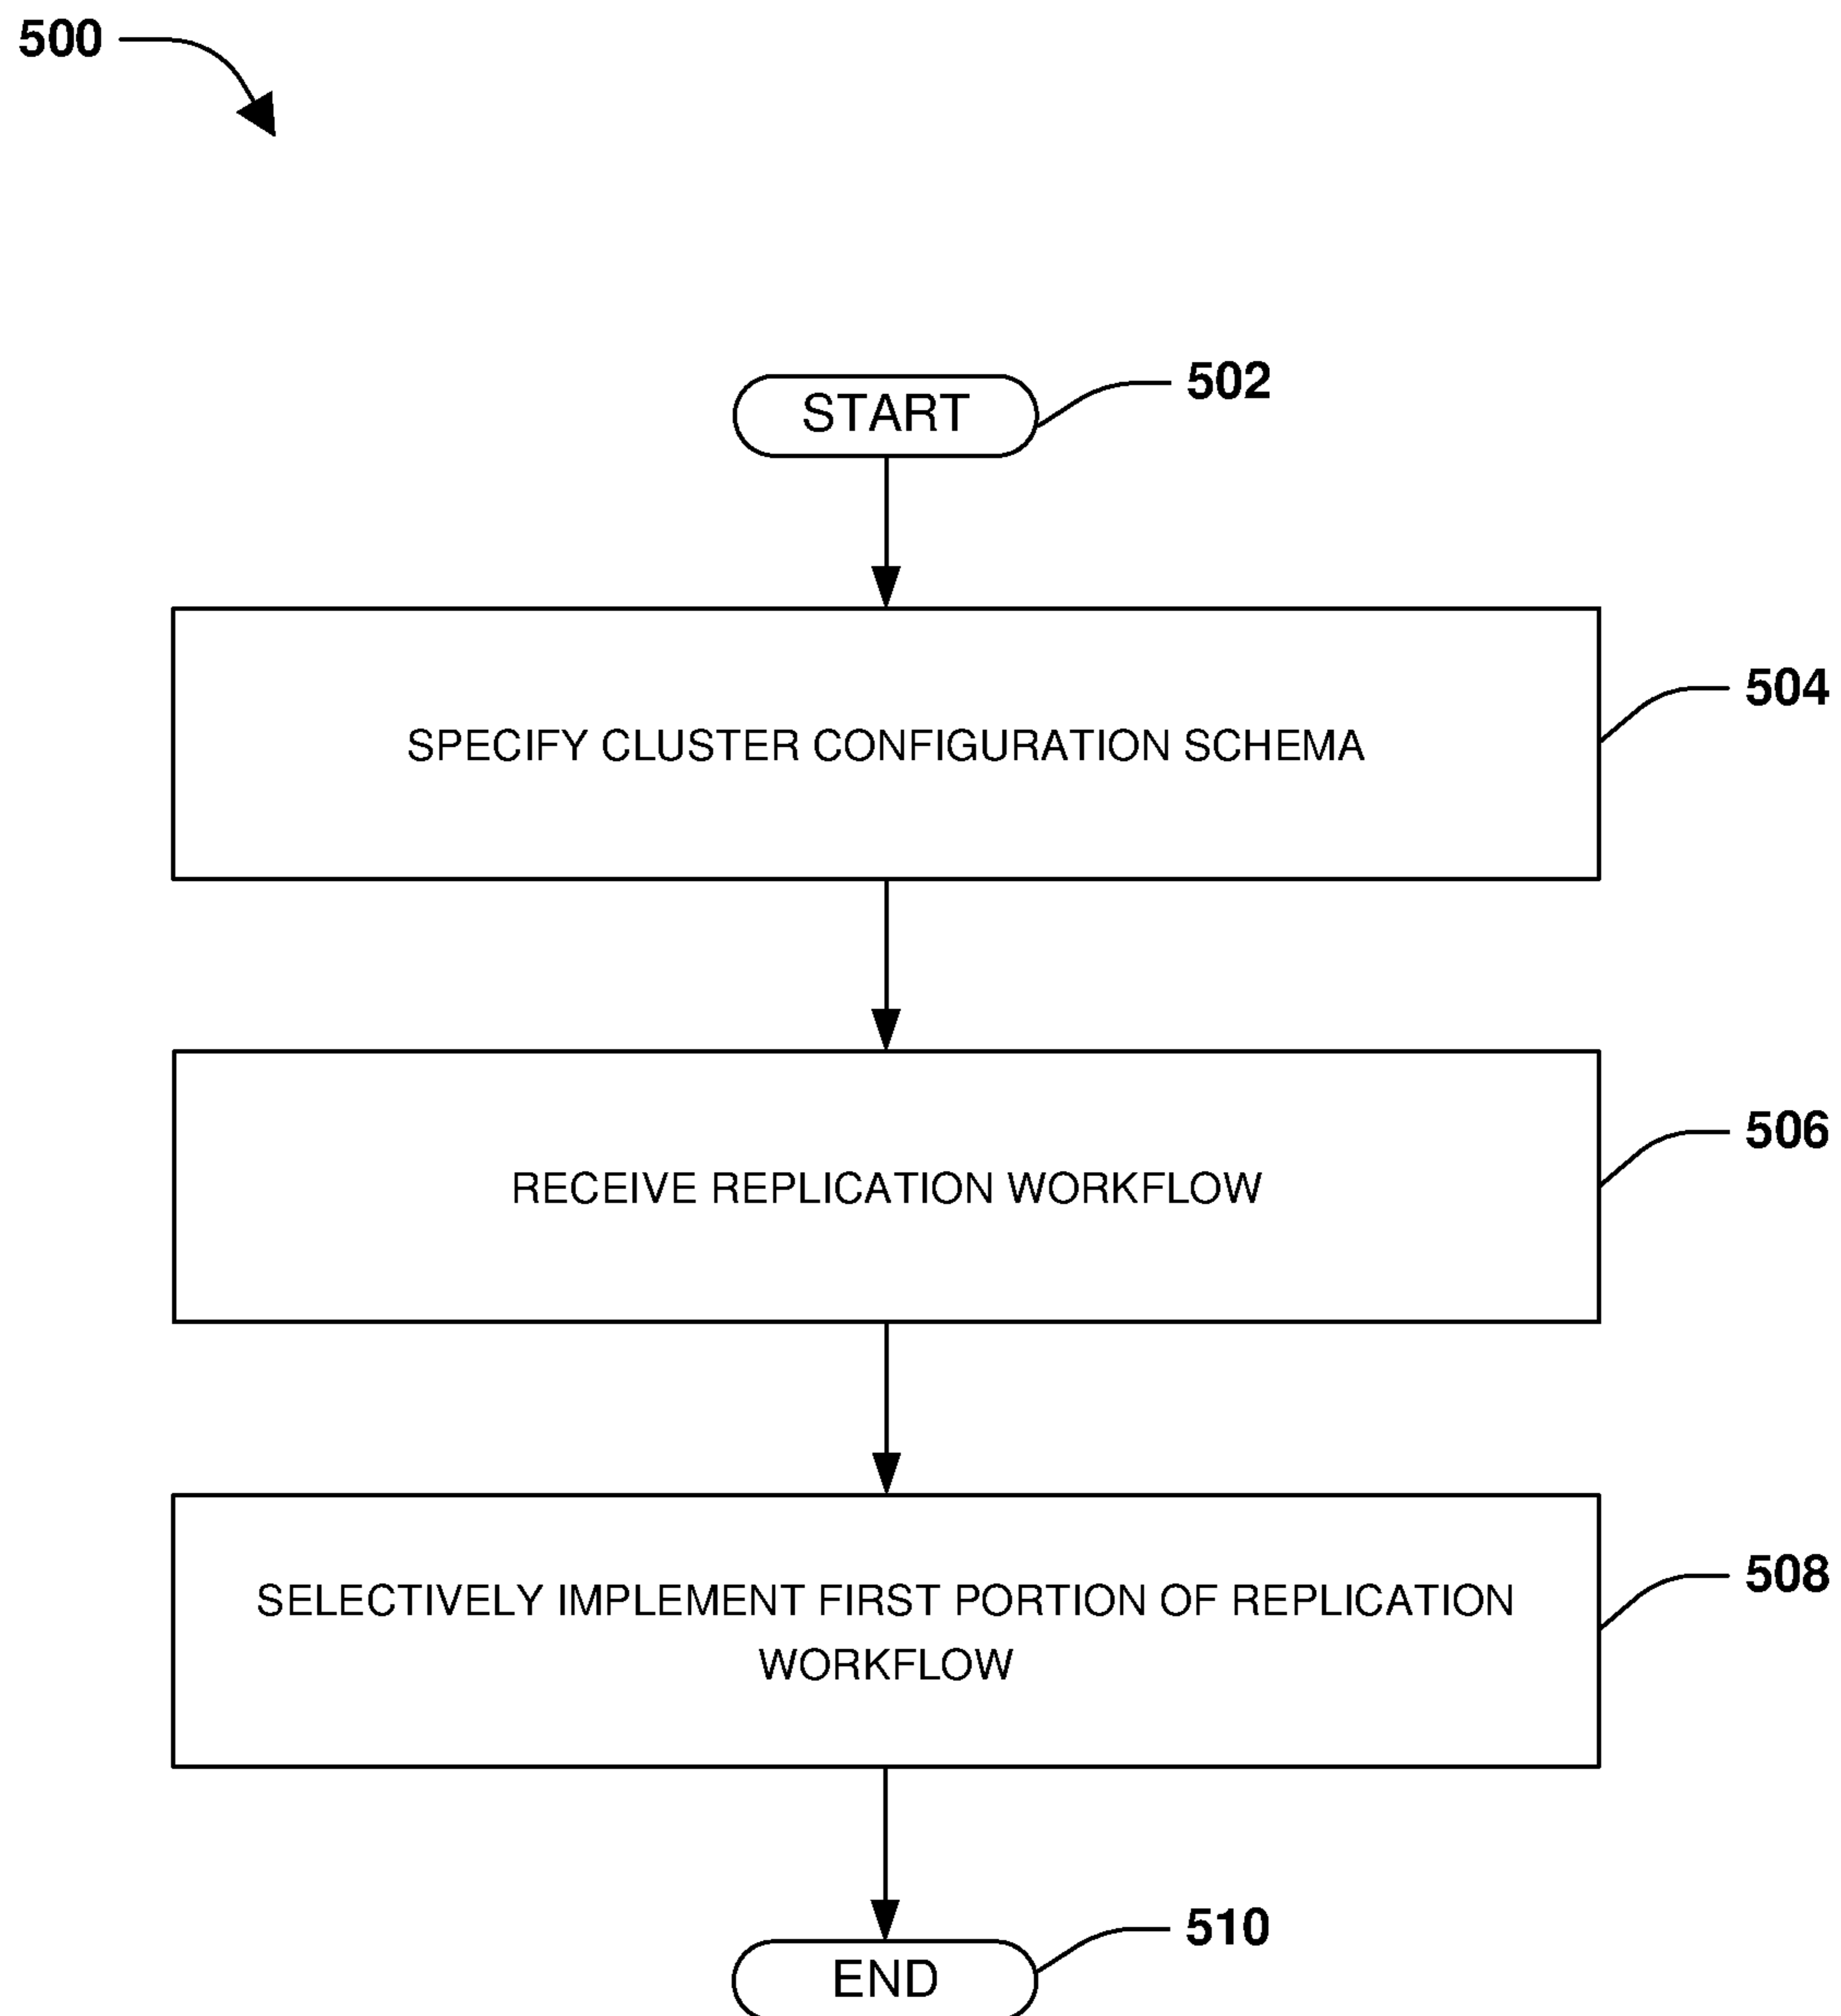 500
START
502
SPECIFY CLUSTER CONFIGURATION SCHEMA
504
RECEIVE REPLICATION WORKFLOW
506
SELECTIVELY IMPLEMENT FIRST PORTION OF REPLICATION
WORKFLOW
508
END
510